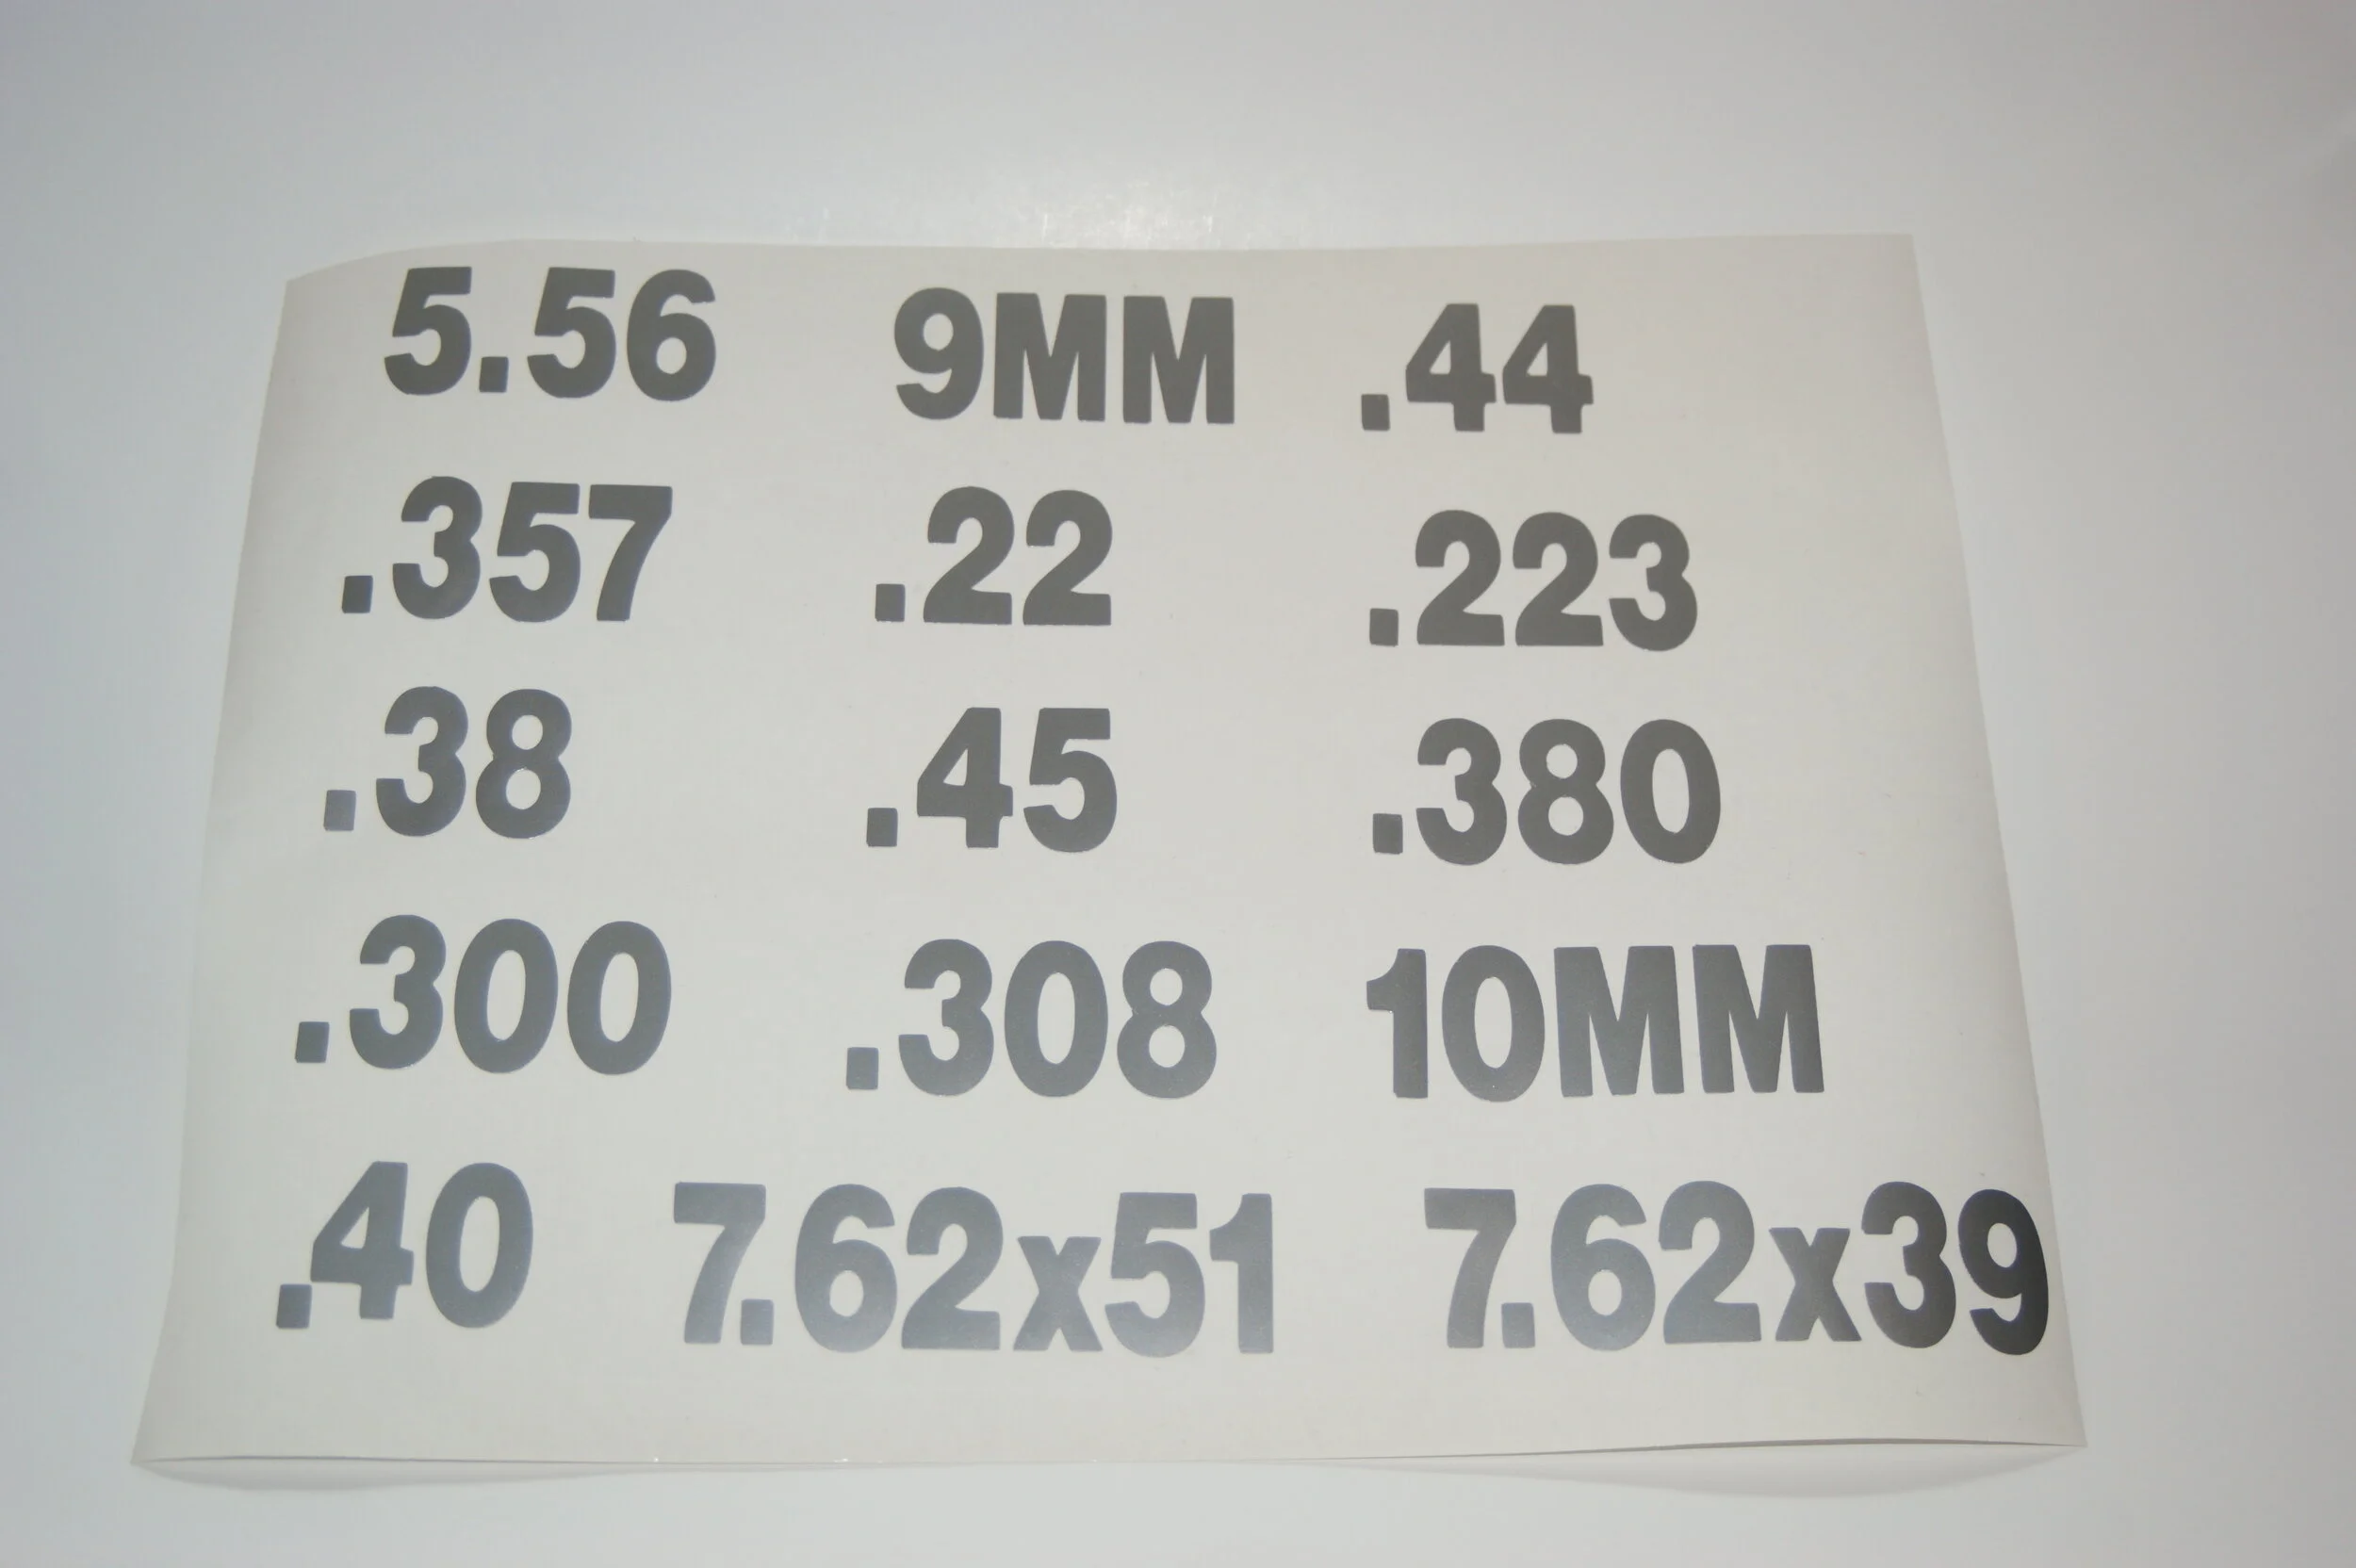 5.56 9MM .44
.357 .22 .223
.38 .45 .380
.300 .308 10MM
.40 7.62x51 7.62x39